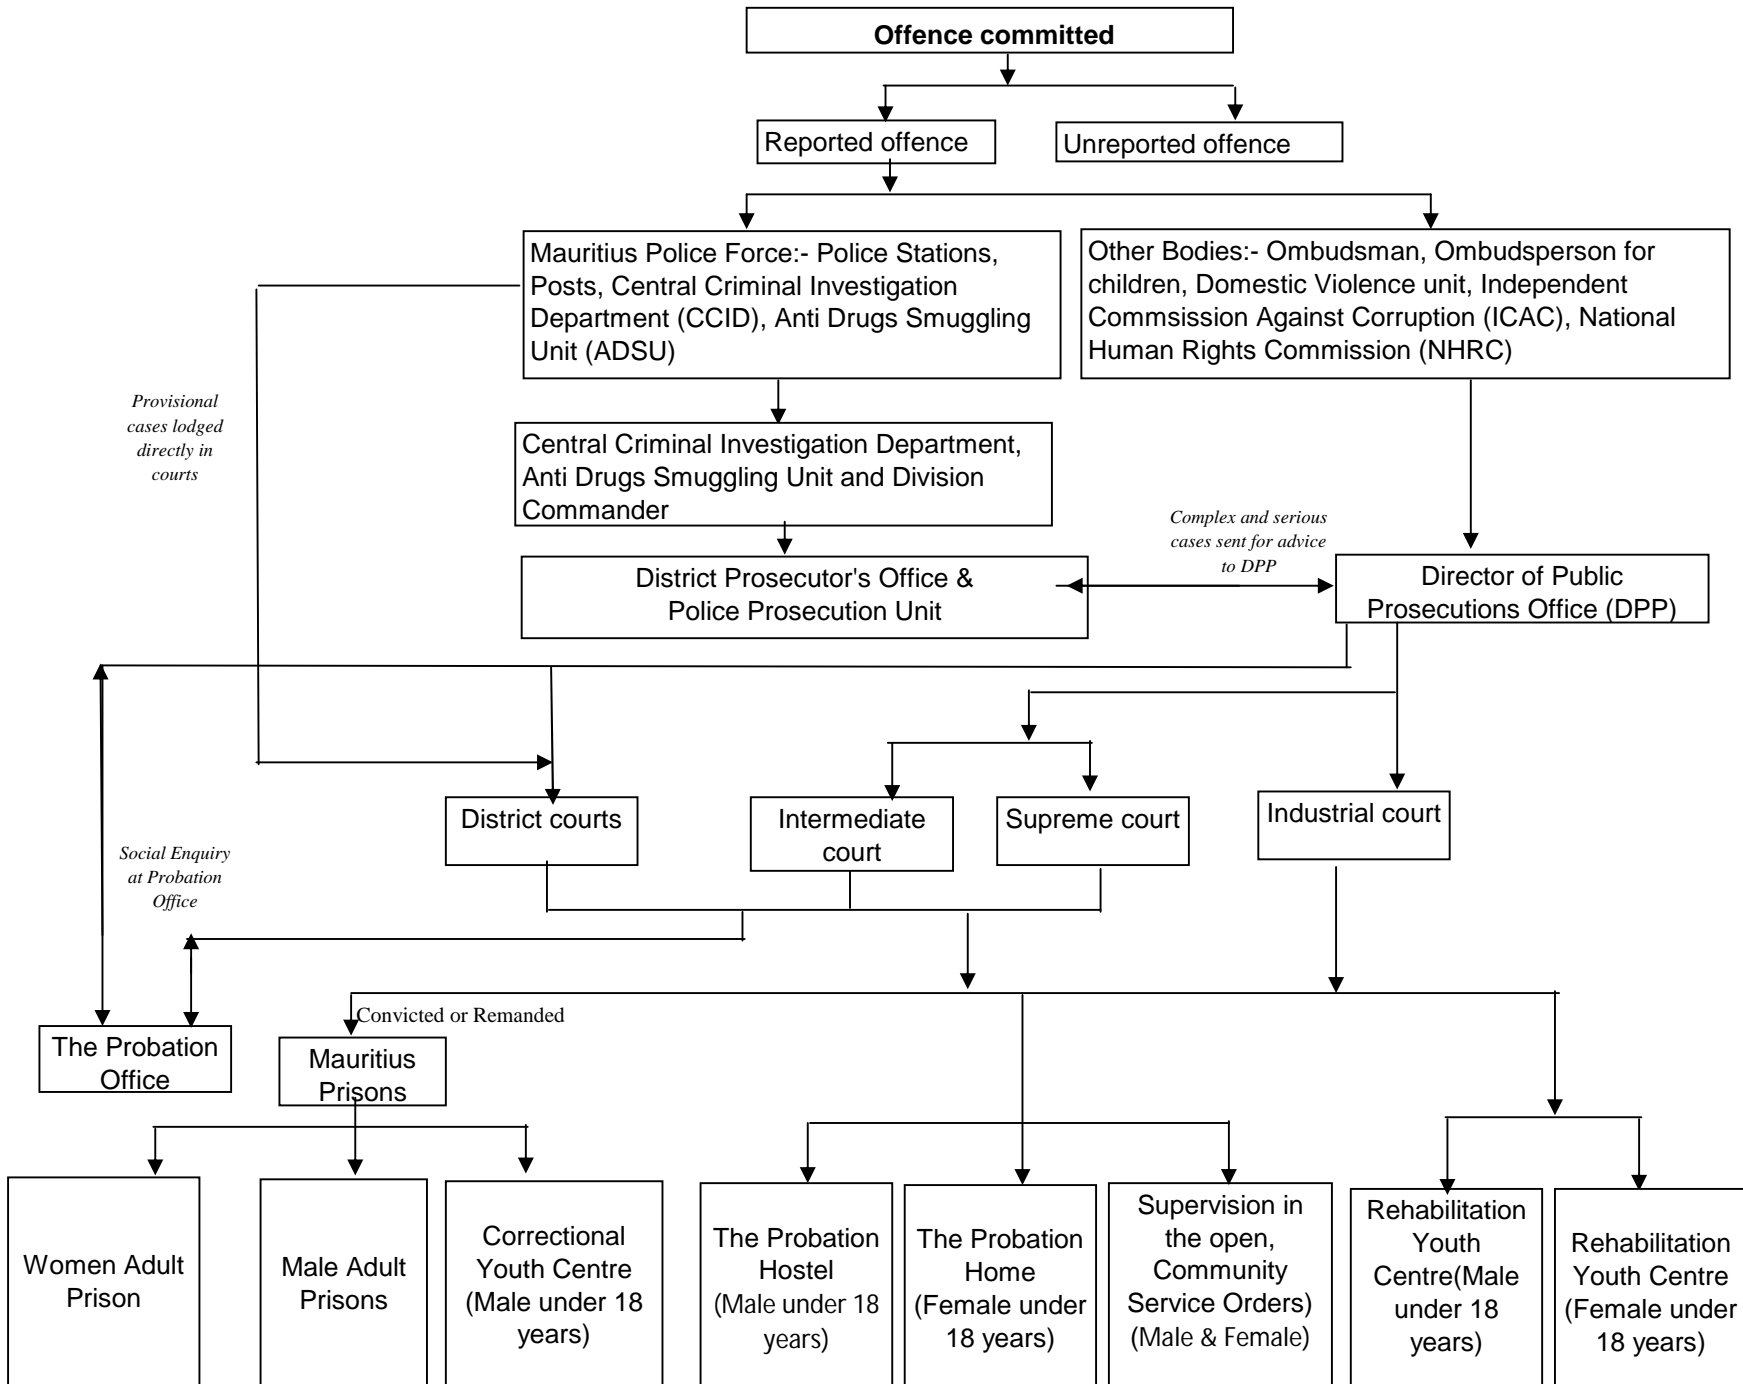 Offence committed
Reported offence
Unreported offence
Mauritius Police Force:- Police Stations,
Posts, Central Criminal Investigation
Department (CCID), Anti Drugs Smuggling
Unit (ADSU)
Other Bodies:- Ombudsman, Ombudsperson for
children, Domestic Violence unit, Independent
Commsission Against Corruption (ICAC), National
Human Rights Commission (NHRC)
Provisional
cases lodged
directly in
courts
Central Criminal Investigation Department,
Anti Drugs Smuggling Unit and Division
Commander
Complex and serious
cases sent for advice
to DPP
District Prosecutor's Office &
Police Prosecution Unit
Director of Public
Prosecutions Office (DPP)
District courts
Intermediate
court
Supreme court
Industrial court
Social Enquiry
at Probation
Office
Convicted or Remanded
The Probation
Office
Mauritius
Prisons
Women Adult
Prison
Male Adult
Prisons
Correctional
Youth Centre
(Male under 18
years)
The Probation
Hostel
(Male under 18
years)
The Probation
Home
(Female under
18 years)
Supervision in
the open,
Community
Service Orders)
(Male & Female)
Rehabilitation
Youth
Centre(Male
under 18
years)
Rehabilitation
Youth Centre
(Female under
18 years)